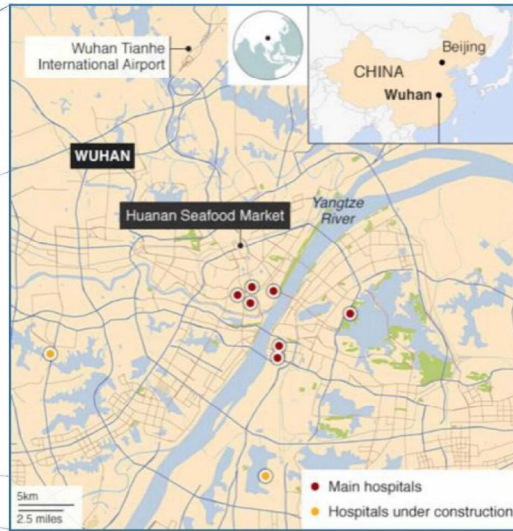 Wuhan Tianhe
International Airport
Beijing
CHINA
Wuhan
WUHAN
Yangtze
River
Huanan Seafood Market
5km
2.5 miles
Main hospitals
Hospitals under construction